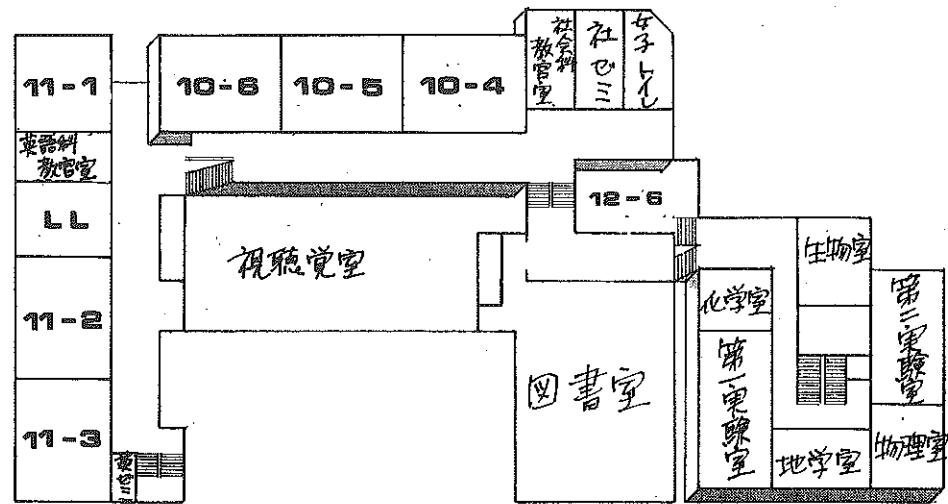 11-1
10-6
10-5
10-4
社会科
教官室
社ゼミ
女子トイレ
英語科
教官室
LL
12-6
視聴覚室
生物室
11-2
化学室
第二実験室
第一実験室
図書室
11-3
英ゼミ
地学室
物理室